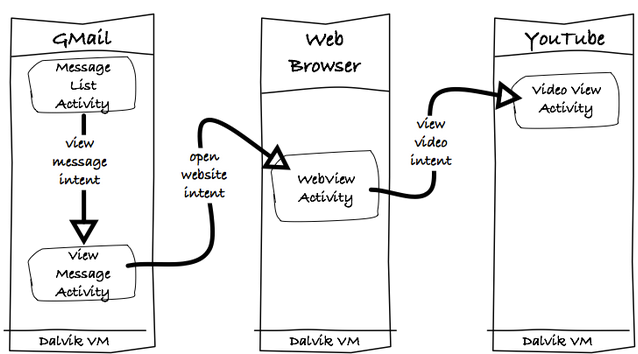 GMail
Message
List
Activity
view
message
intent
View
Message
Activity
Dalvik VM
open
website
intent
Web
Browser
WebView
Activity
Dalvik VM
view
video
intent
YouTube
Video View
Activity
Dalvik VM